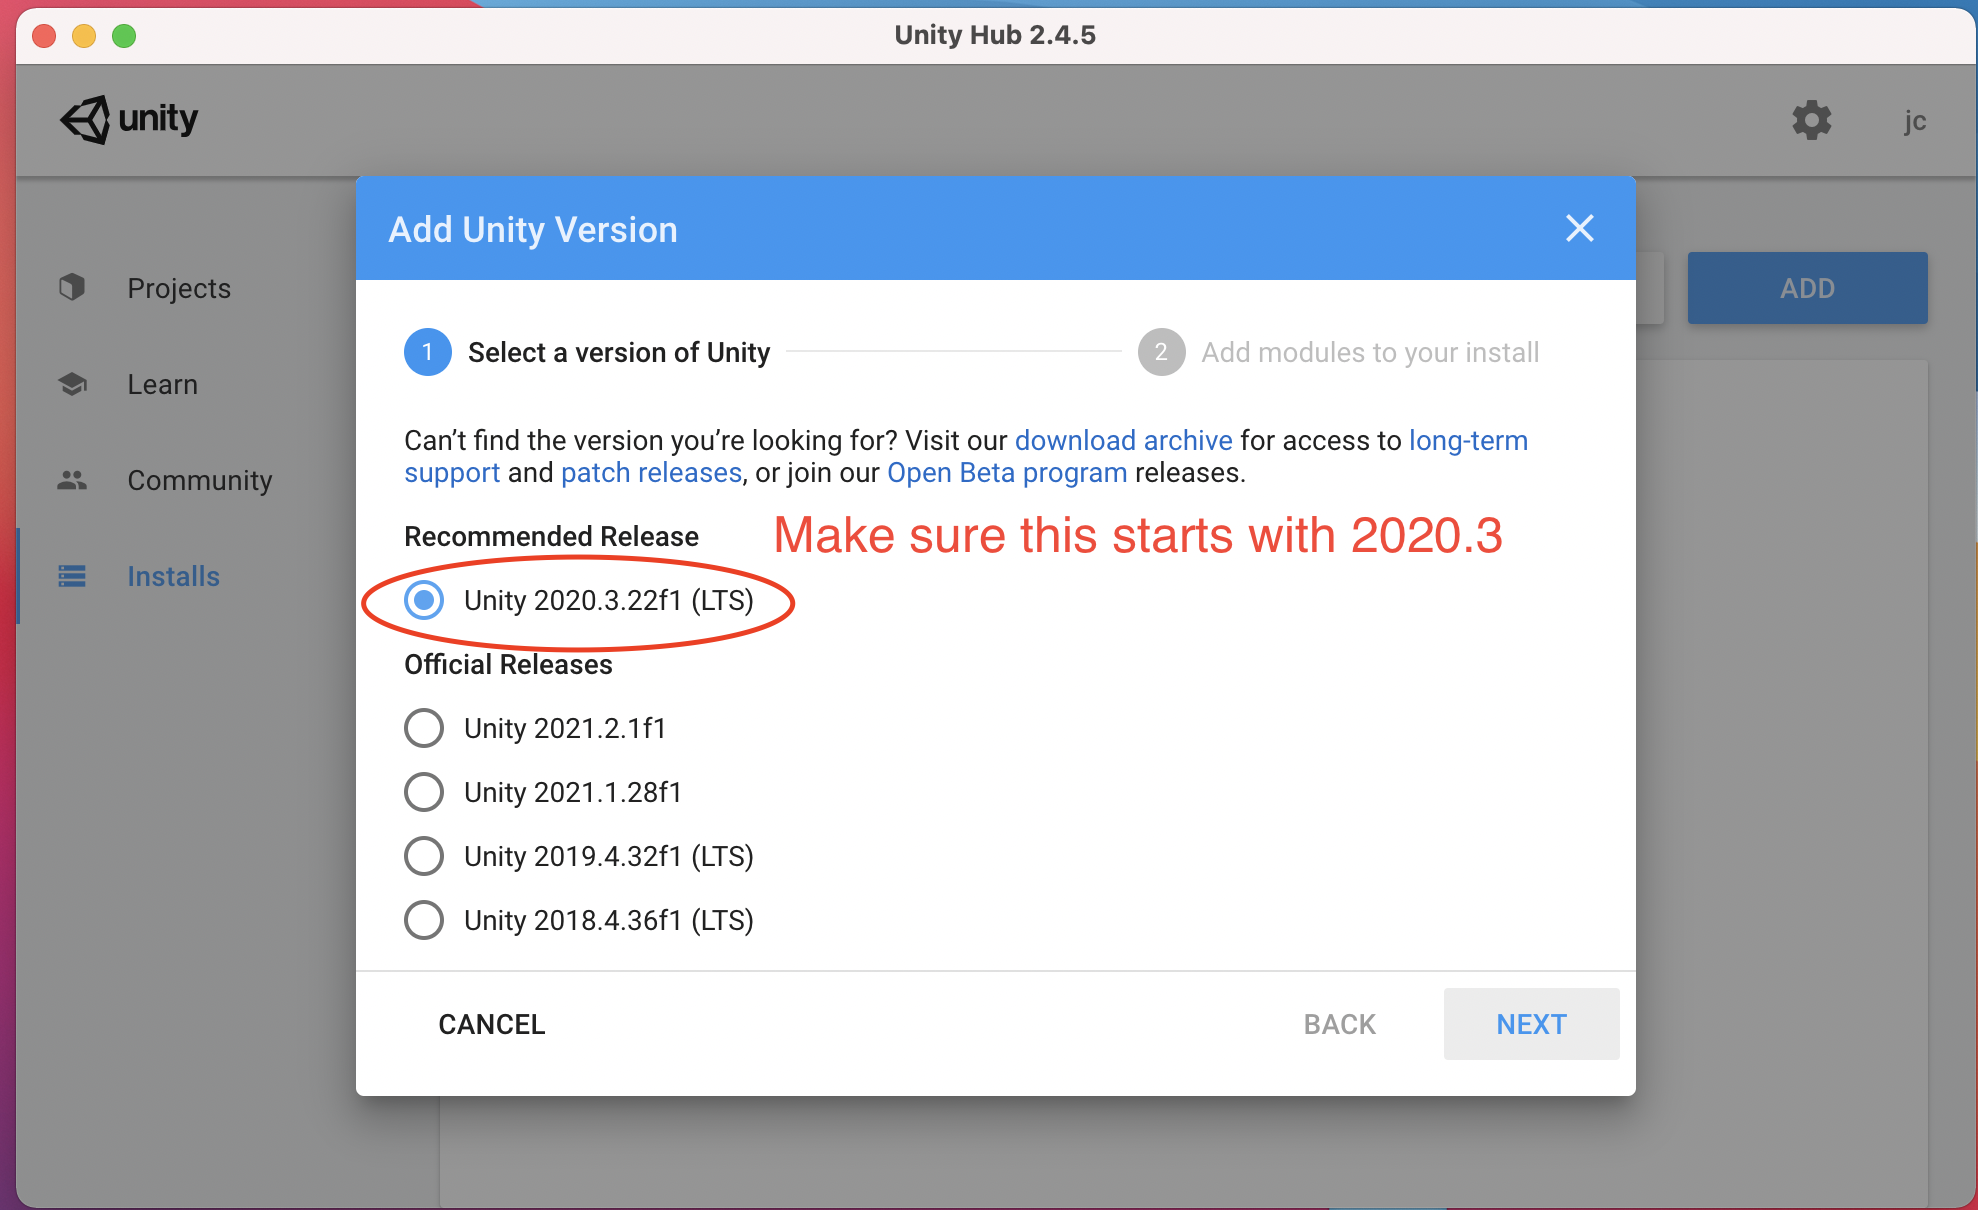 Unity Hub 2.4.5
unity
jc
Add Unity Version
Projects
Learn
Community
Installs
ADD
1 Select a version of Unity
2 Add modules to your install
Can’t find the version you’re looking for? Visit our download archive for access to long-term
support and patch releases, or join our Open Beta program releases.
Recommended Release
Make sure this starts with 2020.3
Unity 2020.3.22f1 (LTS)
Official Releases
Unity 2021.2.1f1
Unity 2021.1.28f1
Unity 2019.4.32f1 (LTS)
Unity 2018.4.36f1 (LTS)
CANCEL
BACK
NEXT